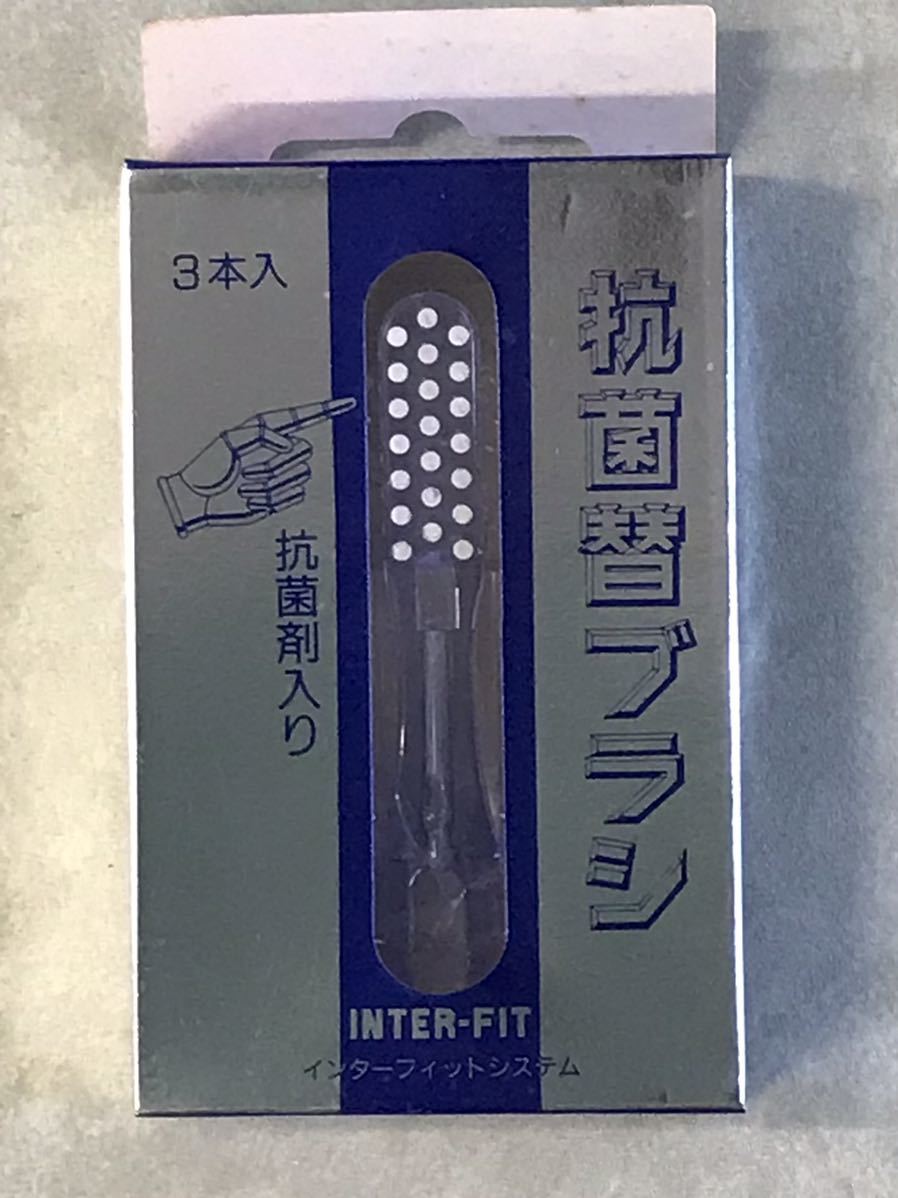 抗菌替ブラシ
3本入
抗菌剤入り
INTER-FIT
インターフィットシステム